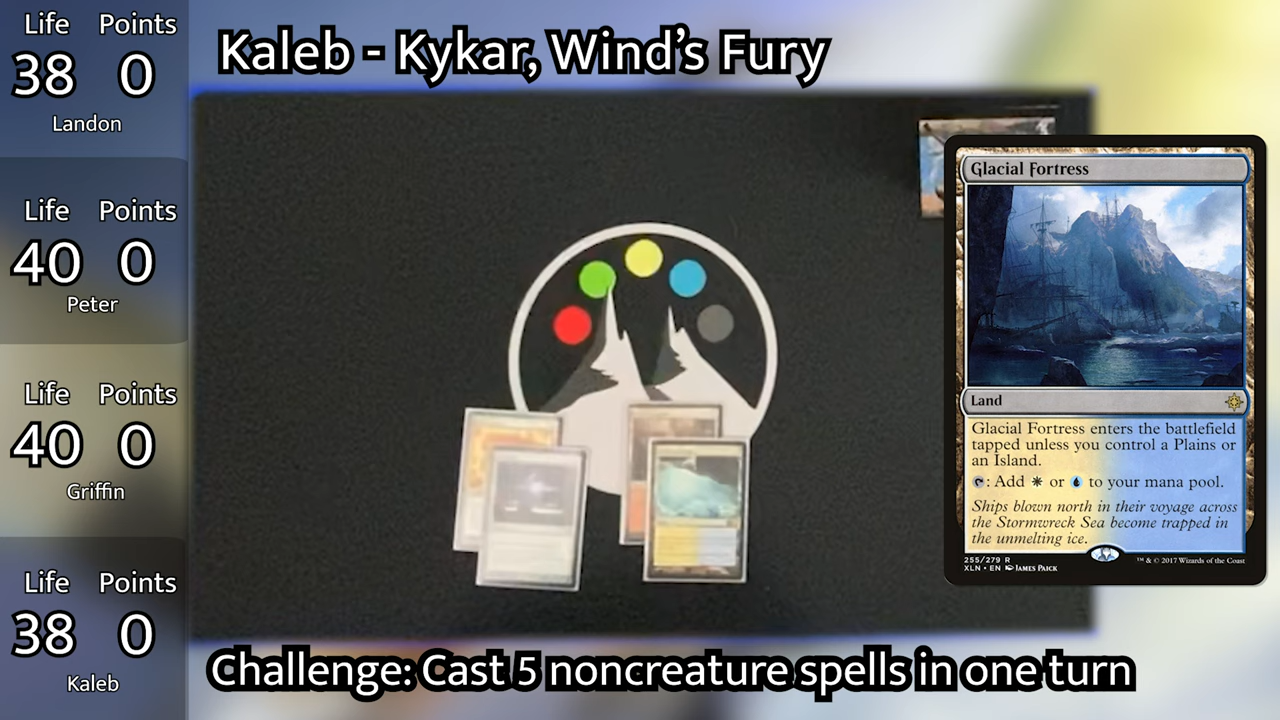 Life Points
38 0
Landon
Life Points
40 0
Peter
Life Points
40 0
Griffin
Life Points
38 0
Kaleb
Kaleb - Kykar, Wind's Fury
Glacial Fortress
Land
Glacial Fortress enters the battlefield
tapped unless you control a Plains or
an Island.
: Add or to your mana pool.
Ships blown north in their voyage across
the Stormwreck Sea become trapped in
the unmelting ice.
255/279 R
XLN • EN JAMES PAICK
™ & © 2017 Wizards of the Coast
Challenge: Cast 5 noncreature spells in one turn